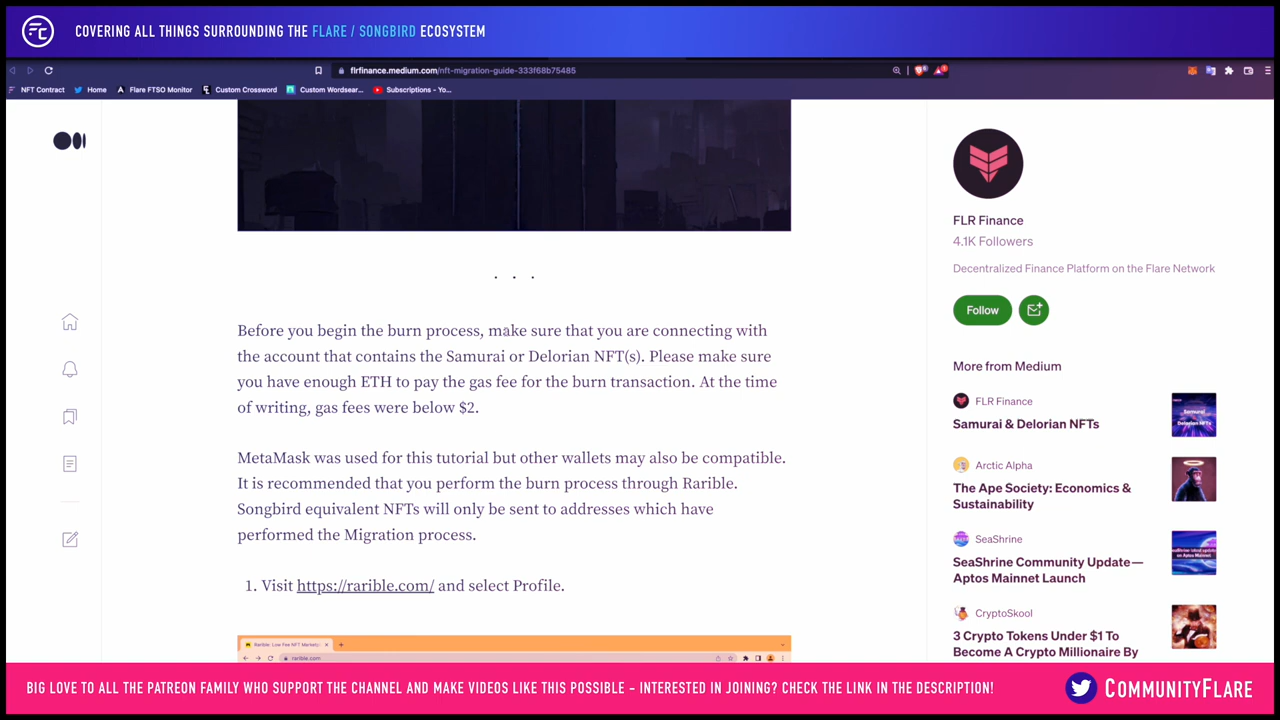 FC
COVERING ALL THINGS SURROUNDING THE FLARE / SONGBIRD ECOSYSTEM
flrfinance.medium.com/nft-migration-guide-333f68b75485
NFT Contract
Home
Flare FTSO Monitor
Custom Crossword
Custom Wordsear...
Subscriptions - Yo...
FLR Finance
4.1K Followers
Decentralized Finance Platform on the Flare Network
Follow
. . .
Before you begin the burn process, make sure that you are connecting with
the account that contains the Samurai or Delorian NFT(s). Please make sure
you have enough ETH to pay the gas fee for the burn transaction. At the time
of writing, gas fees were below $2.
MetaMask was used for this tutorial but other wallets may also be compatible.
It is recommended that you perform the burn process through Rarible.
Songbird equivalent NFTs will only be sent to addresses which have
performed the Migration process.
1. Visit https://rarible.com/ and select Profile.
rarible.com
More from Medium
FLR Finance
Samurai & Delorian NFTs
Arctic Alpha
The Ape Society: Economics &
Sustainability
SeaShrine
SeaShrine Community Update—
Aptos Mainnet Launch
CryptoSkool
3 Crypto Tokens Under $1 To
Become A Crypto Millionaire By
BIG LOVE TO ALL THE PATREON FAMILY WHO SUPPORT THE CHANNEL AND MAKE VIDEOS LIKE THIS POSSIBLE - INTERESTED IN JOINING? CHECK THE LINK IN THE DESCRIPTION!
COMMUNITYFLARE